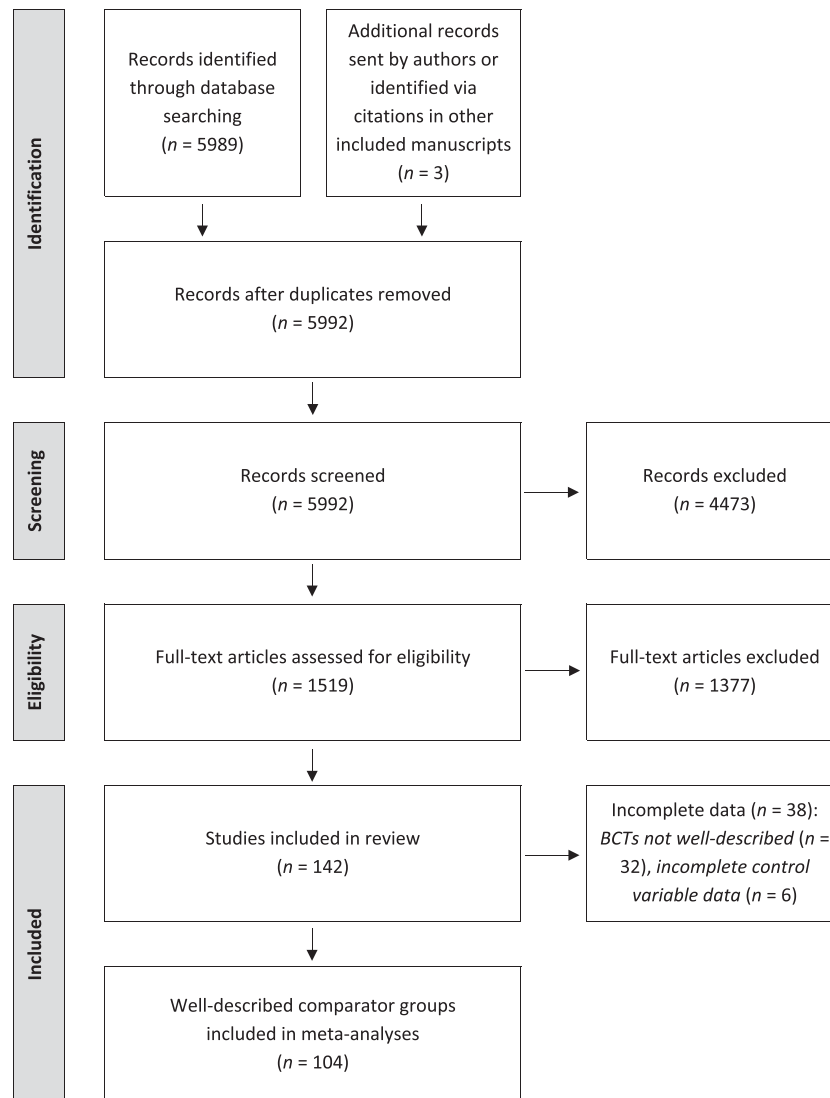 Identification
Records identified
through database
searching
(n = 5989)
Additional records
sent by authors or
identified via
citations in other
included manuscripts
(n = 3)
Records after duplicates removed
(n = 5992)
Screening
Records screened
(n = 5992)
Records excluded
(n = 4473)
Eligibility
Full-text articles assessed for eligibility
(n = 1519)
Full-text articles excluded
(n = 1377)
Included
Studies included in review
(n = 142)
Incomplete data (n = 38):
BCTs not well-described (n =
32), incomplete control
variable data (n = 6)
Well-described comparator groups
included in meta-analyses
(n = 104)